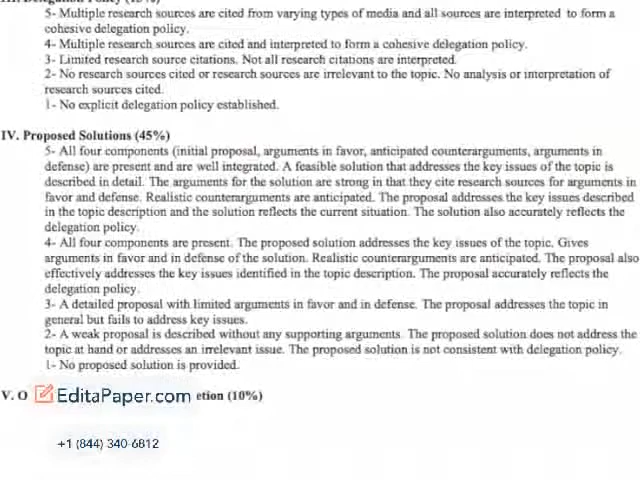 5- Multiple research sources are cited from varying types of media and all sources are interpreted to form a
cohesive delegation policy.
4- Multiple research sources are cited and interpreted to form a cohesive delegation policy.
3- Limited research source citations. Not all research citations are interpreted.
2- No research sources cited or research sources are irrelevant to the topic. No analysis or interpretation of
research sources cited.
1- No explicit delegation policy established.
IV. Proposed Solutions (45%)
5- All four components (initial proposal, arguments in favor, anticipated counterarguments, arguments in
defense) are present and are well integrated. A feasible solution that addresses the key issues of the topic is
described in detail. The arguments for the solution are strong in that they cite research sources for arguments in
favor and defense. Realistic counterarguments are anticipated. The proposal addresses the key issues described
in the topic description and the solution reflects the current situation. The solution also accurately reflects the
delegation policy.
4- All four components are present. The proposed solution addresses the key issues of the topic. Gives
arguments in favor and in defense of the solution. Realistic counterarguments are anticipated. The proposal also
effectively addresses the key issues identified in the topic description. The proposal accurately reflects the
delegation policy.
3- A detailed proposal with limited arguments in favor and in defense. The proposal addresses the topic in
general but fails to address key issues.
2- A weak proposal is described without any supporting arguments. The proposed solution does not address the
topic at hand or addresses an irrelevant issue. The proposed solution is not consistent with delegation policy.
1- No proposed solution is provided.
V. O EditaPaper.com etion (10%)
+1 (844) 340-6812